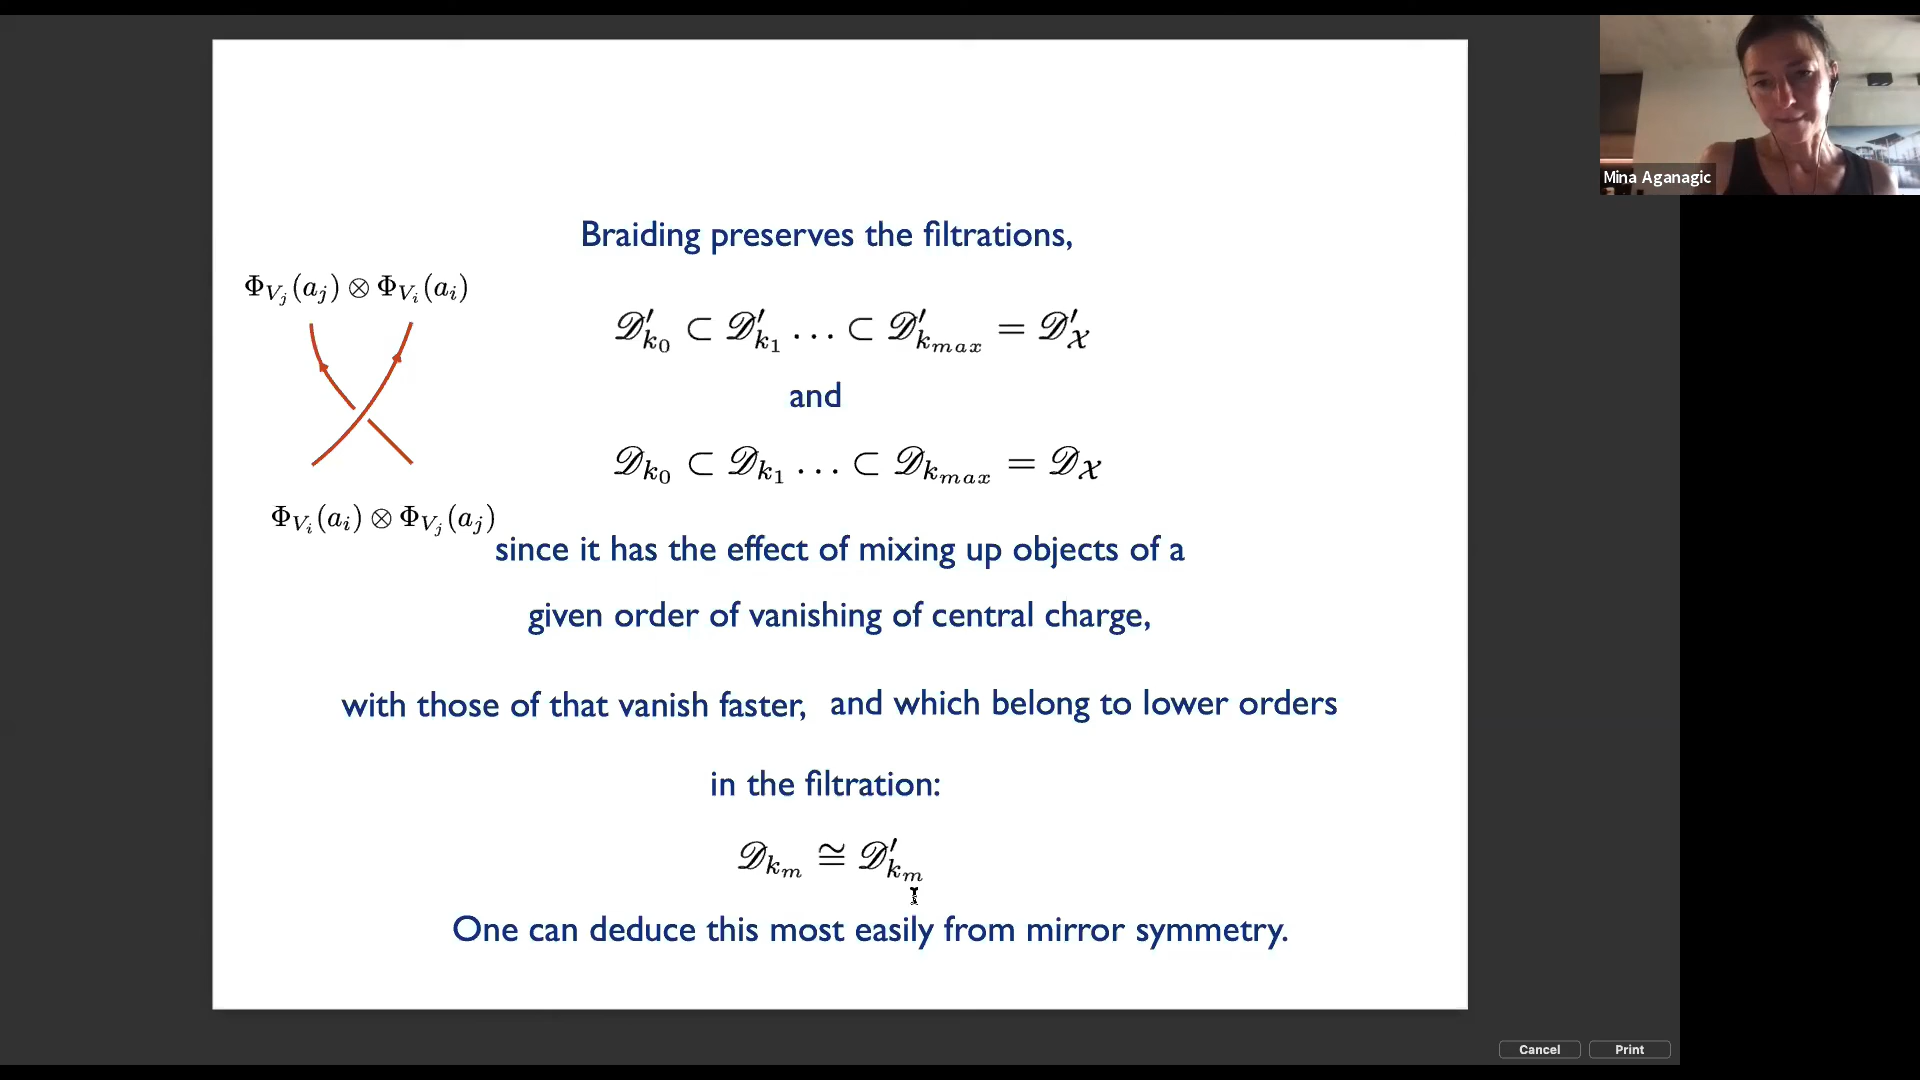 Mina Aganagic
Braiding preserves the filtrations,
Φ_{V_j}(a_j) ⊗ Φ_{V_i}(a_i)
𝒟′_{k_0} ⊂ 𝒟′_{k_1} … ⊂ 𝒟′_{k_{max}} = 𝒟′_𝒳
and
𝒟_{k_0} ⊂ 𝒟_{k_1} … ⊂ 𝒟_{k_{max}} = 𝒟_𝒳
Φ_{V_i}(a_i) ⊗ Φ_{V_j}(a_j)
since it has the effect of mixing up objects of a
given order of vanishing of central charge,
with those of that vanish faster, and which belong to lower orders
in the filtration:
𝒟_{k_m} ≅ 𝒟′_{k_m}
One can deduce this most easily from mirror symmetry.
Cancel Print